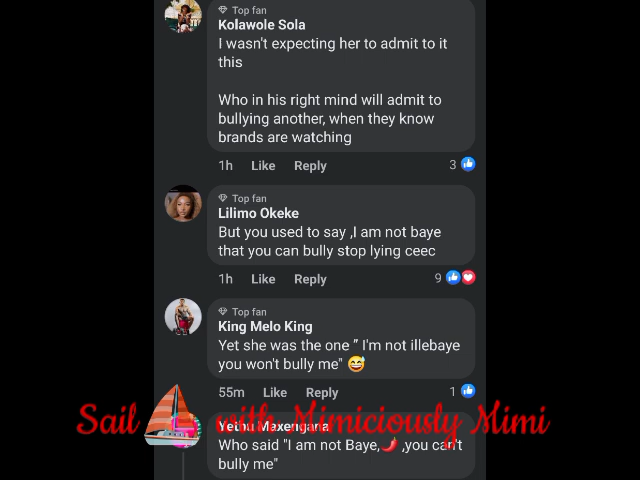 Top fan
Kolawole Sola
I wasn't expecting her to admit to it
this
Who in his right mind will admit to
bullying another, when they know
brands are watching
1h Like Reply 3
Top fan
Lilimo Okeke
But you used to say ,I am not baye
that you can bully stop lying ceec
1h Like Reply 9
Top fan
King Melo King
Yet she was the one " I'm not illebaye
you won't bully me" 😅
55m Like Reply 1
Sail with Mimiciously Mimi
Who said "I am not Baye,🌶️ ,you can't
bully me"